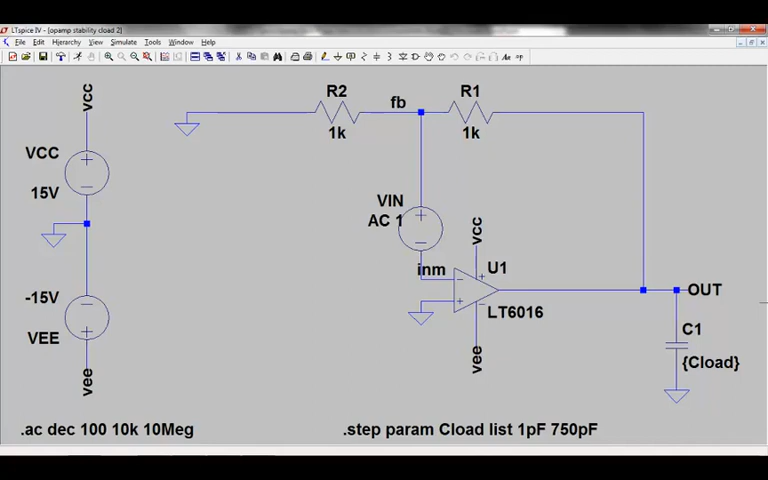 LTspice IV - [opamp stability cload 2]
File Edit Hierarchy View Simulate Tools Window Help
vcc
VCC
15V
-15V
VEE
vee
R2
1k
fb
R1
1k
VIN
AC 1
inm
vcc
U1
LT6016
vee
OUT
C1
{Cload}
.ac dec 100 10k 10Meg
.step param Cload list 1pF 750pF